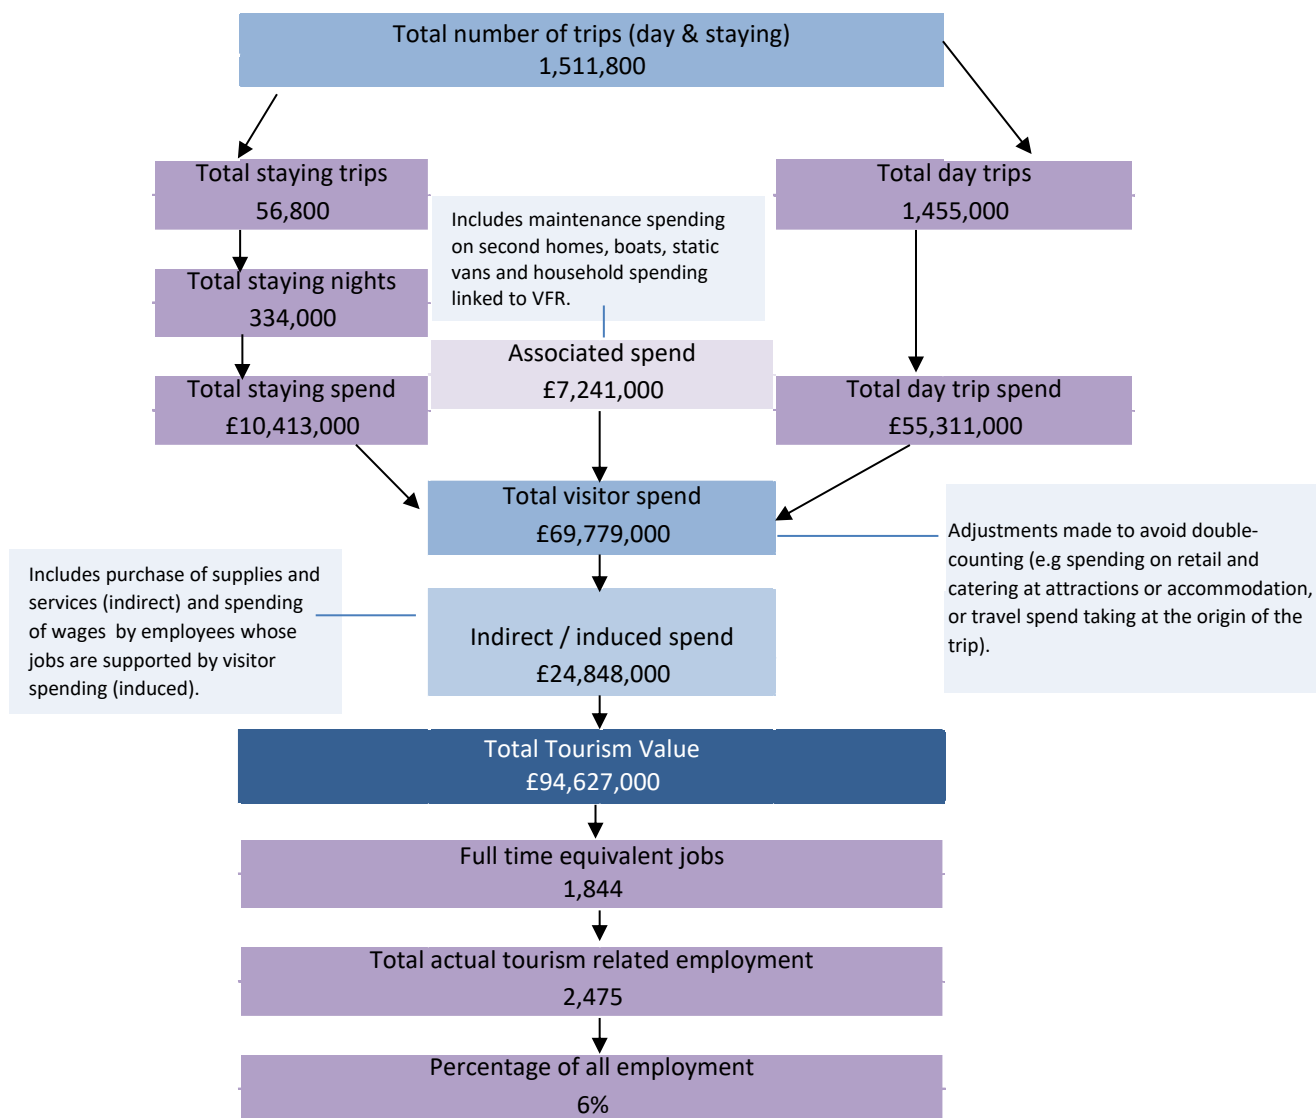 Total number of trips (day & staying)
1,511,800
Total staying trips
56,800
Total day trips
1,455,000
Includes maintenance spending
on second homes, boats, static
vans and household spending
linked to VFR.
Total staying nights
334,000
Associated spend
£7,241,000
Total staying spend
£10,413,000
Total day trip spend
£55,311,000
Total visitor spend
£69,779,000
Adjustments made to avoid double-
counting (e.g spending on retail and
catering at attractions or accommodation,
or travel spend taking at the origin of the
trip).
Includes purchase of supplies and
services (indirect) and spending
of wages by employees whose
jobs are supported by visitor
spending (induced).
Indirect / induced spend
£24,848,000
Total Tourism Value
£94,627,000
Full time equivalent jobs
1,844
Total actual tourism related employment
2,475
Percentage of all employment
6%